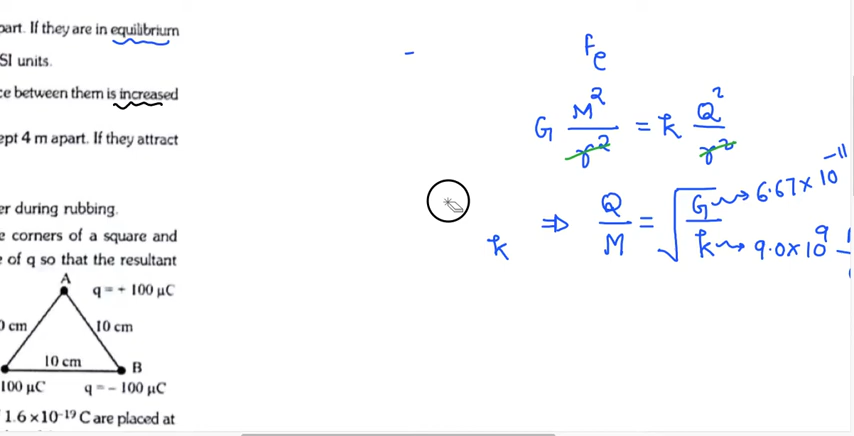 part. If they are in equilibrium
SI units.
ce between them is increased
ept 4 m apart. If they attract
er during rubbing.
e corners of a square and
of q so that the resultant
A
q = + 100 μC
0 cm
10 cm
10 cm
B
100 μC
q = - 100 μC
1.6 × 10⁻¹⁹ C are placed at
-
Fe
G M²/r² = k Q²/r²
k ⇒ Q/M = √(G/k)
G → 6.67 × 10⁻¹¹
k → 9.0 × 10⁹